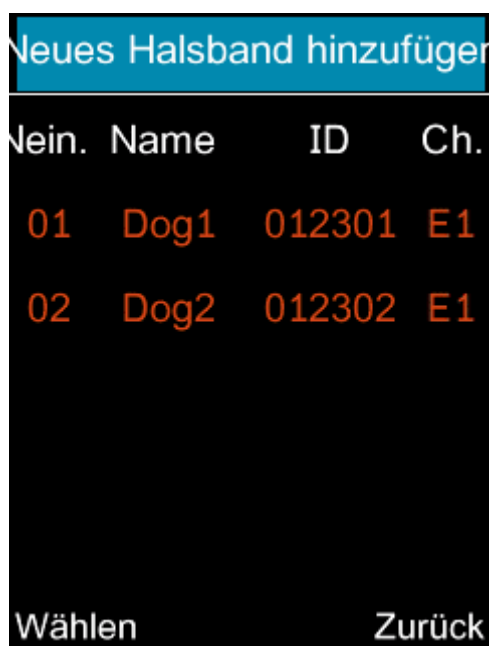 Neues Halsband hinzufügen
Nein. Name ID Ch.
01 Dog1 012301 E1
02 Dog2 012302 E1
Wählen Zurück